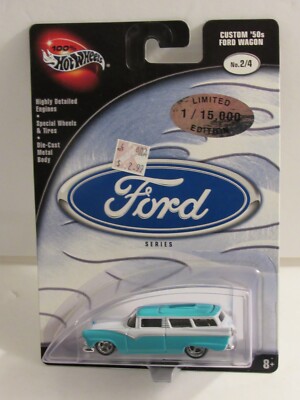 100%
Hot Wheels
CUSTOM '50s
FORD WAGON
No.2/4
Highly Detailed
Engines
•
Special Wheels
& Tires
•
Die-Cast
Metal
Body
LIMITED
1 / 15,000
EDITION
Ford
SERIES
8+